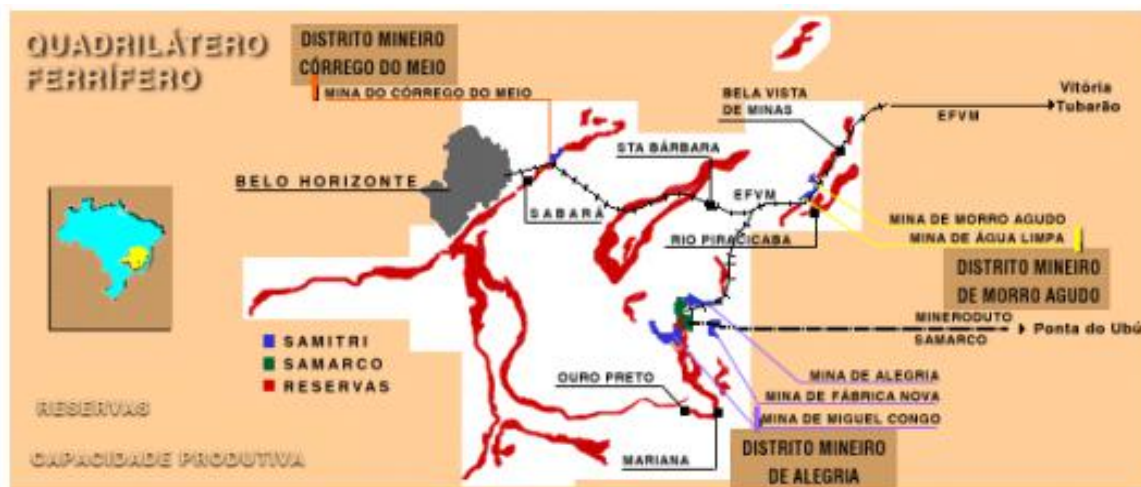 QUADRILÁTERO
FERRÍFERO
DISTRITO MINEIRO
CÓRREGO DO MEIO
MINA DO CÓRREGO DO MEIO
BELA VISTA
DE MINAS
EFVM
Vitória
Tubarão
STA BÁRBARA
BELO HORIZONTE
SABARÁ
EFVM
RIO PIRACICABA
MINA DE MORRO AGUDO
MINA DE ÁGUA LIMPA
DISTRITO MINEIRO
DE MORRO AGUDO
MINERODUTO
SAMARCO
Ponta do Ubú
SAMITRI
SAMARCO
RESERVAS
OURO PRETO
MARIANA
MINA DE ALEGRIA
MINA DE FÁBRICA NOVA
MINA DE MIGUEL CONGO
DISTRITO MINEIRO
DE ALEGRIA
RESERVAS
CAPACIDADE PRODUTIVA